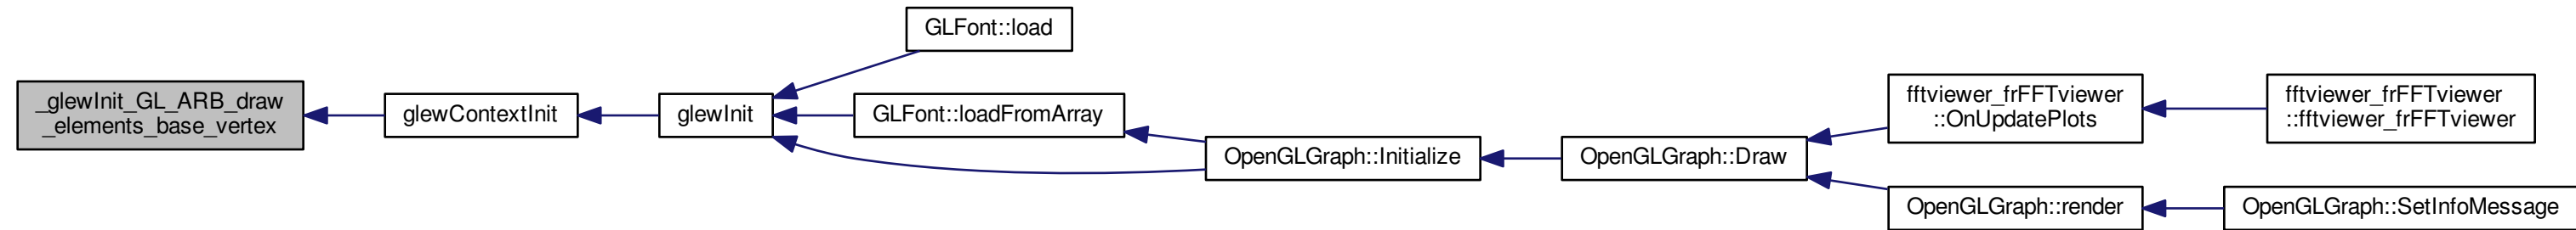 _glewInit_GL_ARB_draw
_elements_base_vertex
glewContextInit
glewInit
GLFont::load
GLFont::loadFromArray
OpenGLGraph::Initialize
OpenGLGraph::Draw
fftviewer_frFFTviewer
::OnUpdatePlots
fftviewer_frFFTviewer
::fftviewer_frFFTviewer
OpenGLGraph::render
OpenGLGraph::SetInfoMessage